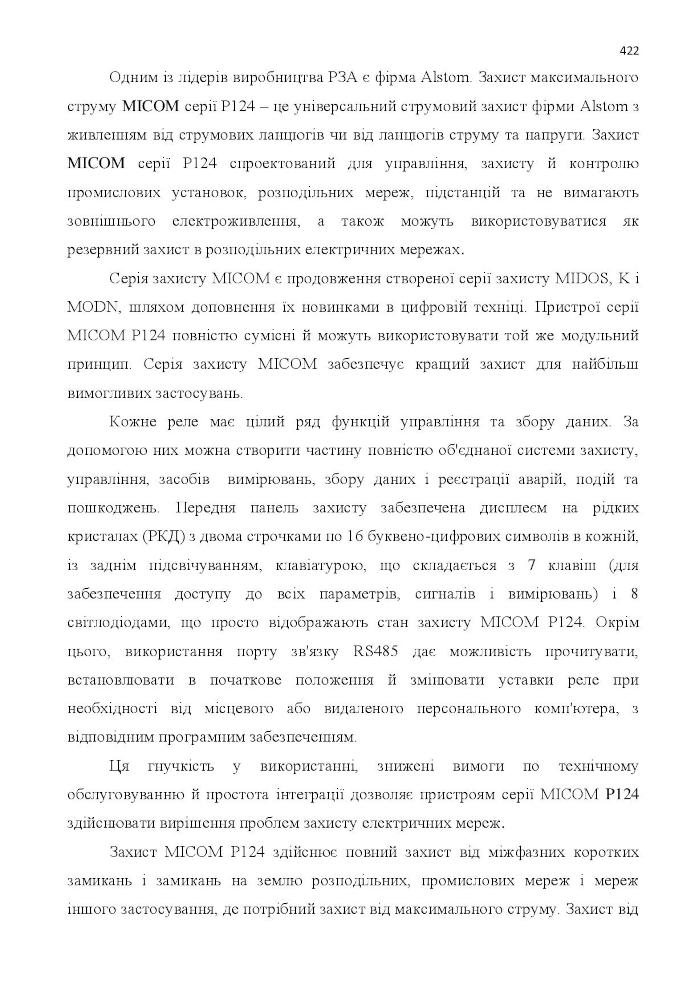 422
Одним із лідерів виробництва РЗА є фірма Alstom. Захист максимального
струму MICOM серії P124 – це універсальний струмовий захист фірми Alstom з
живленням від струмових ланцюгів чи від ланцюгів струму та напруги. Захист
MICOM серії P124 спроектований для управління, захисту й контролю
промислових установок, розподільних мереж, підстанцій та не вимагають
зовнішнього електроживлення, а також можуть використовуватися як
резервний захист в розподільних електричних мережах.
Серія захисту MICOM є продовження створеної серії захисту MIDOS, K і
MODN, шляхом доповнення їх новинками в цифровій техніці. Пристрої серії
MICOM P124 повністю сумісні й можуть використовувати той же модульний
принцип. Серія захисту MICOM забезпечує кращий захист для найбільш
вимогливих застосувань.
Кожне реле має цілий ряд функцій управління та збору даних. За
допомогою них можна створити частину повністю об'єднаної системи захисту,
управління, засобів вимірювань, збору даних і реєстрації аварій, подій та
пошкоджень. Передня панель захисту забезпечена дисплеєм на рідких
кристалах (РКД) з двома строчками по 16 буквено-цифрових символів в кожній,
із заднім підсвічуванням, клавіатурою, що складається з 7 клавіш (для
забезпечення доступу до всіх параметрів, сигналів і вимірювань) і 8
світлодіодами, що просто відображають стан захисту MICOM P124. Окрім
цього, використання порту зв'язку RS485 дає можливість прочитувати,
встановлювати в початкове положення й змінювати уставки реле при
необхідності від місцевого або видаленого персонального комп'ютера, з
відповідним програмним забезпеченням.
Ця гнучкість у використанні, знижені вимоги по технічному
обслуговуванню й простота інтеграції дозволяє пристроям серії MICOM P124
здійснювати вирішення проблем захисту електричних мереж.
Захист MICOM P124 здійснює повний захист від міжфазних коротких
замикань і замикань на землю розподільних, промислових мереж і мереж
іншого застосування, де потрібний захист від максимального струму. Захист від